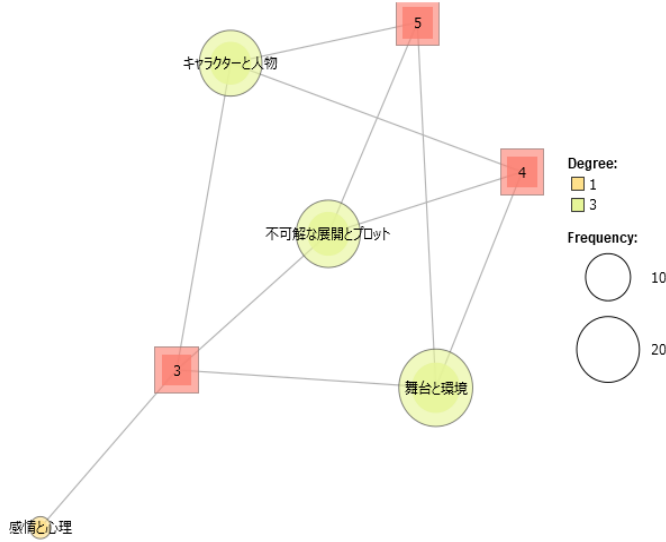 5
キャラクターと人物
4
Degree:
1
3
Frequency:
不可解な展開とプロット
10
20
3
舞台と環境
感情と心理